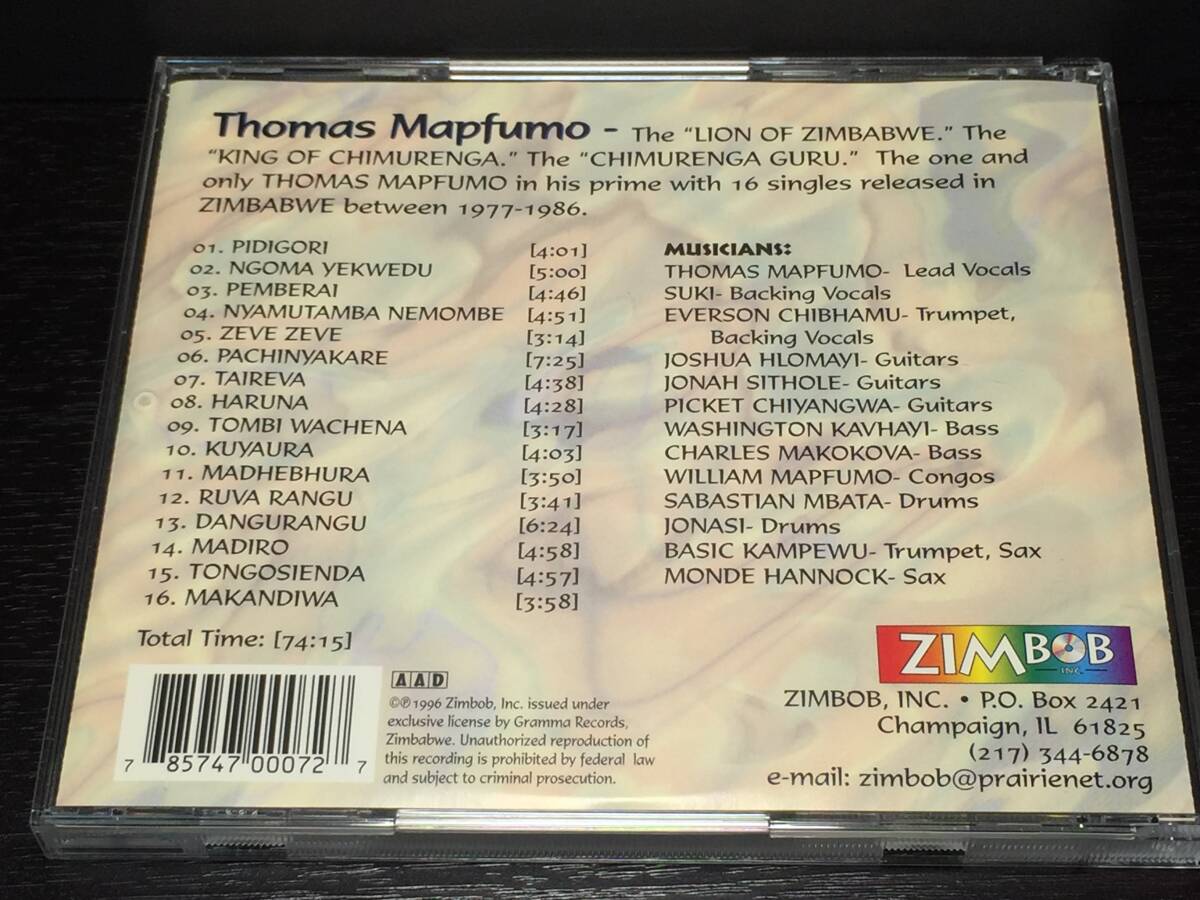 Thomas Mapfumo - The "LION OF ZIMBABWE." The
"KING OF CHIMURENGA." The "CHIMURENGA GURU." The one and
only THOMAS MAPFUMO in his prime with 16 singles released in
ZIMBABWE between 1977-1986.
01. PIDIGORI [4:01]
02. NGOMA YEKWEDU [5:00]
03. PEMBERAI [4:46]
04. NYAMUTAMBA NEMOMBE [4:51]
05. ZEVE ZEVE [3:14]
06. PACHINYAKARE [7:25]
07. TAIREVA [4:38]
08. HARUNA [4:28]
09. TOMBI WACHENA [3:17]
10. KUYAURA [4:03]
11. MADHEBHURA [3:50]
12. RUVA RANGU [3:41]
13. DANGURANGU [6:24]
14. MADIRO [4:58]
15. TONGOSIENDA [4:57]
16. MAKANDIWA [3:58]
Total Time: [74:15]
MUSICIANS:
THOMAS MAPFUMO- Lead Vocals
SUKI- Backing Vocals
EVERSON CHIBHAMU- Trumpet,
Backing Vocals
JOSHUA HLOMAYI- Guitars
JONAH SITHOLE- Guitars
PICKET CHIYANGWA- Guitars
WASHINGTON KAVHAYI- Bass
CHARLES MAKOKOVA- Bass
WILLIAM MAPFUMO- Congos
SABASTIAN MBATA- Drums
JONASI- Drums
BASIC KAMPEWU- Trumpet, Sax
MONDE HANNOCK- Sax
7 85747 00072 7
AAD
©℗1996 Zimbob, Inc. issued under
exclusive license by Gramma Records,
Zimbabwe. Unauthorized reproduction of
this recording is prohibited by federal law
and subject to criminal prosecution.
ZIMBOB
INC.
ZIMBOB, INC. • P.O. Box 2421
Champaign, IL 61825
(217) 344-6878
e-mail: zimbob@prairienet.org